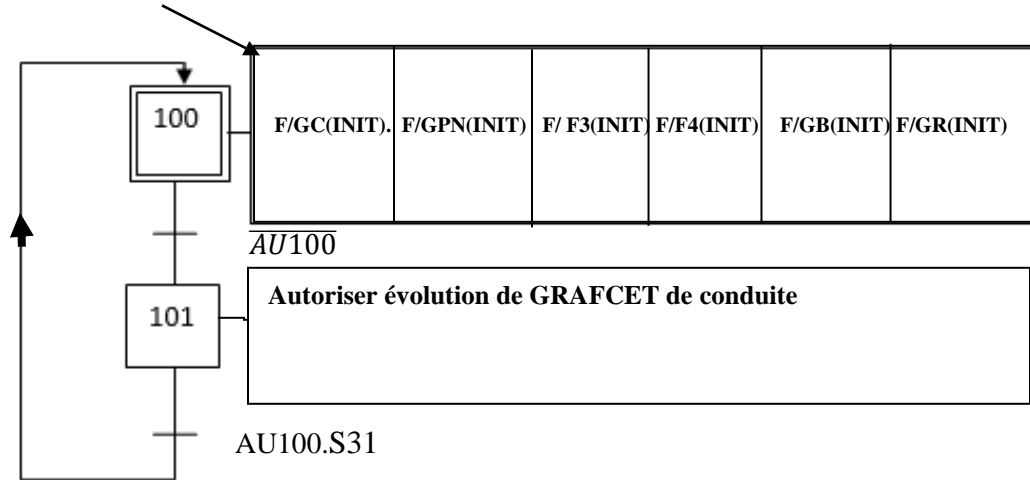 100
F/GC(INIT). F/GPN(INIT) F/ F3(INIT) F/F4(INIT) F/GB(INIT) F/GR(INIT)
$\overline{AU100}$
101
Autoriser évolution de GRAFCET de conduite
AU100.S31